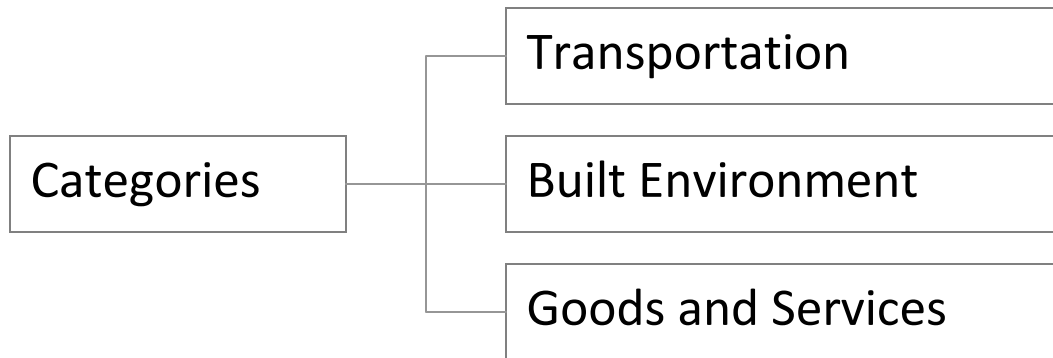 Categories
Transportation
Built Environment
Goods and Services